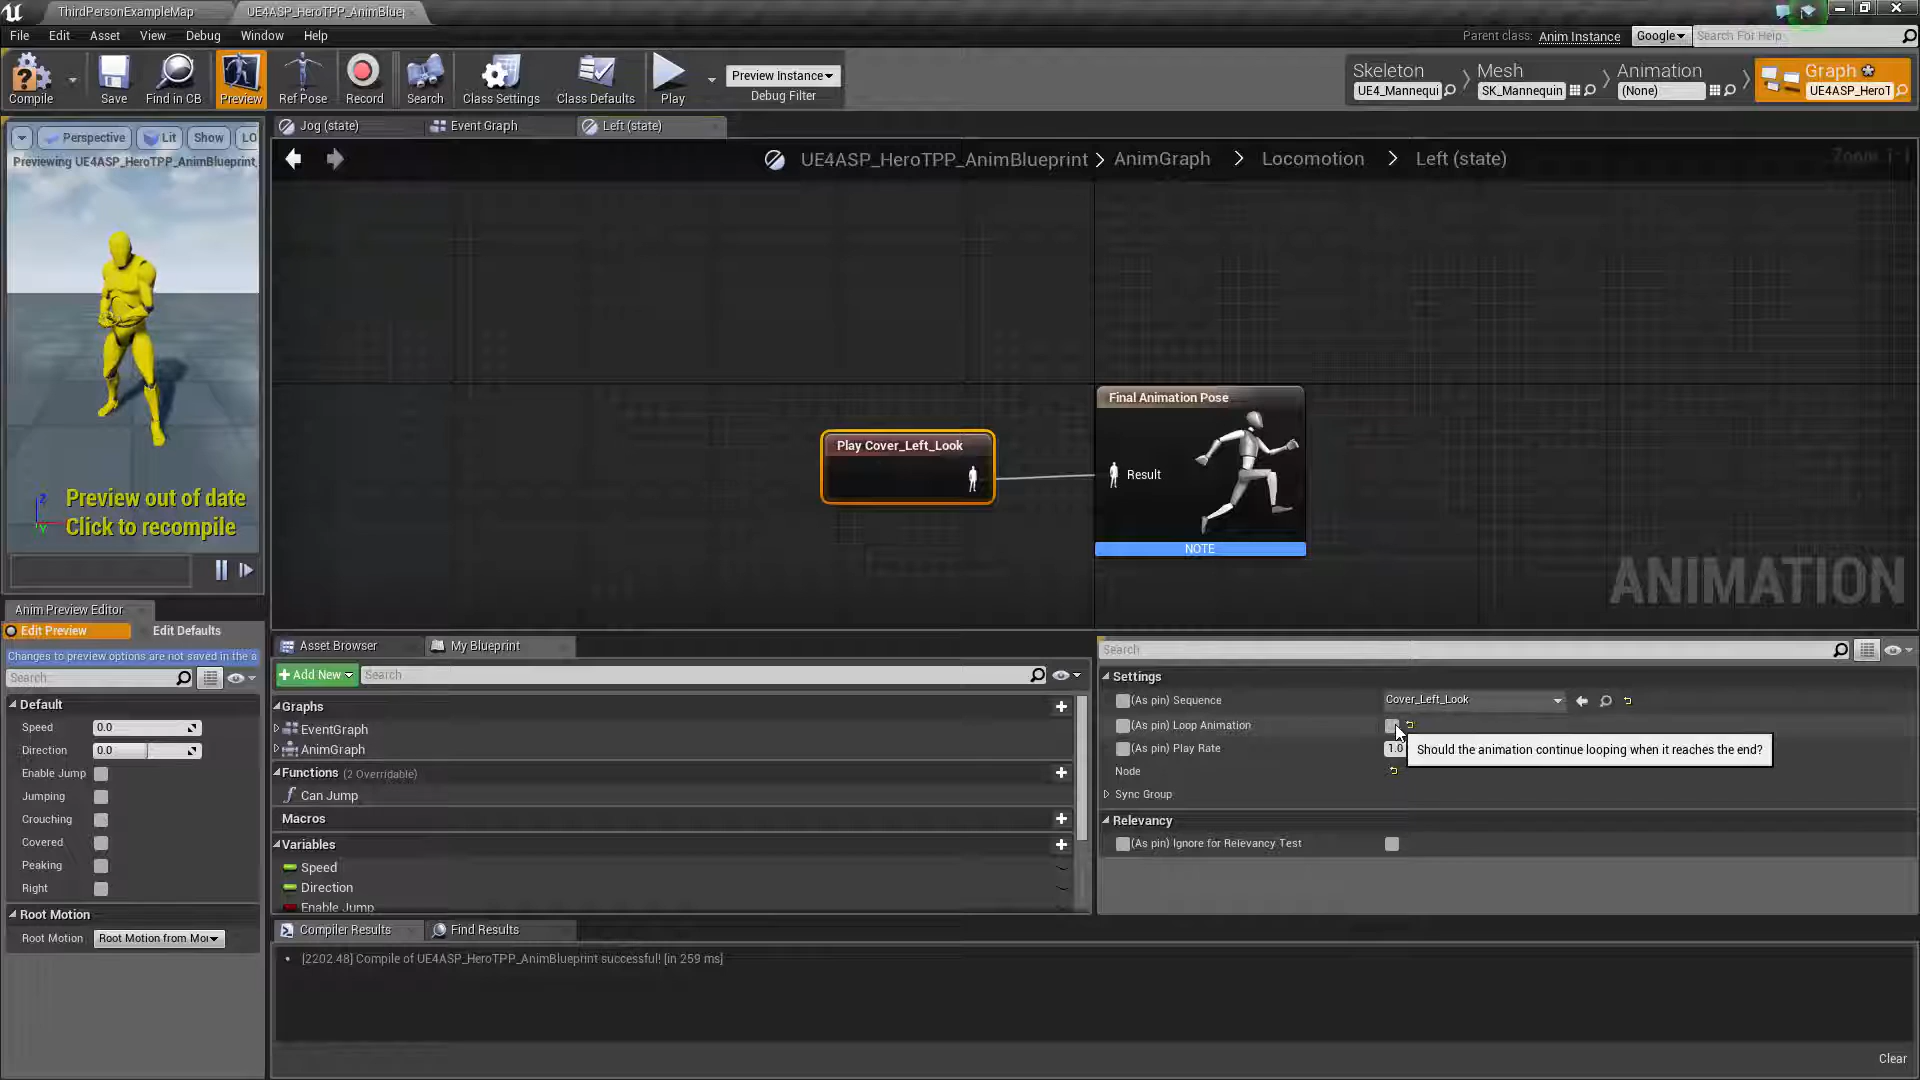 ThirdPersonExampleMap
UE4ASP_HeroTPP_AnimBluep
File Edit Asset View Debug Window Help
Parent class: Anim Instance
Google
Search For Help
Compile
Save
Find in CB
Preview
Ref Pose
Record
Search
Class Settings
Class Defaults
Play
Preview Instance
Debug Filter
Skeleton
UE4_Mannequi
Mesh
SK_Mannequin
Animation
(None)
Graph
UE4ASP_HeroT
Jog (state)
Event Graph
Left (state)
Perspective
Lit
Show
LO
Previewing UE4ASP_HeroTPP_AnimBlueprint_
UE4ASP_HeroTPP_AnimBlueprint > AnimGraph > Locomotion > Left (state)
Zoom 1:1
Preview out of date
Click to recompile
Play Cover_Left_Look
Final Animation Pose
Result
NOTE
ANIMATION
Anim Preview Editor
Edit Preview
Edit Defaults
Changes to preview options are not saved in the a
Search
Default
Speed 0.0
Direction 0.0
Enable Jump
Jumping
Crouching
Covered
Peaking
Right
Root Motion
Root Motion
Root Motion from Mo
Asset Browser
My Blueprint
+ Add New
Search
Graphs
EventGraph
AnimGraph
Functions (2 Overridable)
Can Jump
Macros
Variables
Speed
Direction
Enable Jump
Search
Settings
(As pin) Sequence
Cover_Left_Look
(As pin) Loop Animation
(As pin) Play Rate
1.0
Should the animation continue looping when it reaches the end?
Node
Sync Group
Relevancy
(As pin) Ignore for Relevancy Test
Compiler Results
Find Results
[2202.48] Compile of UE4ASP_HeroTPP_AnimBlueprint successful! [in 259 ms]
Clear